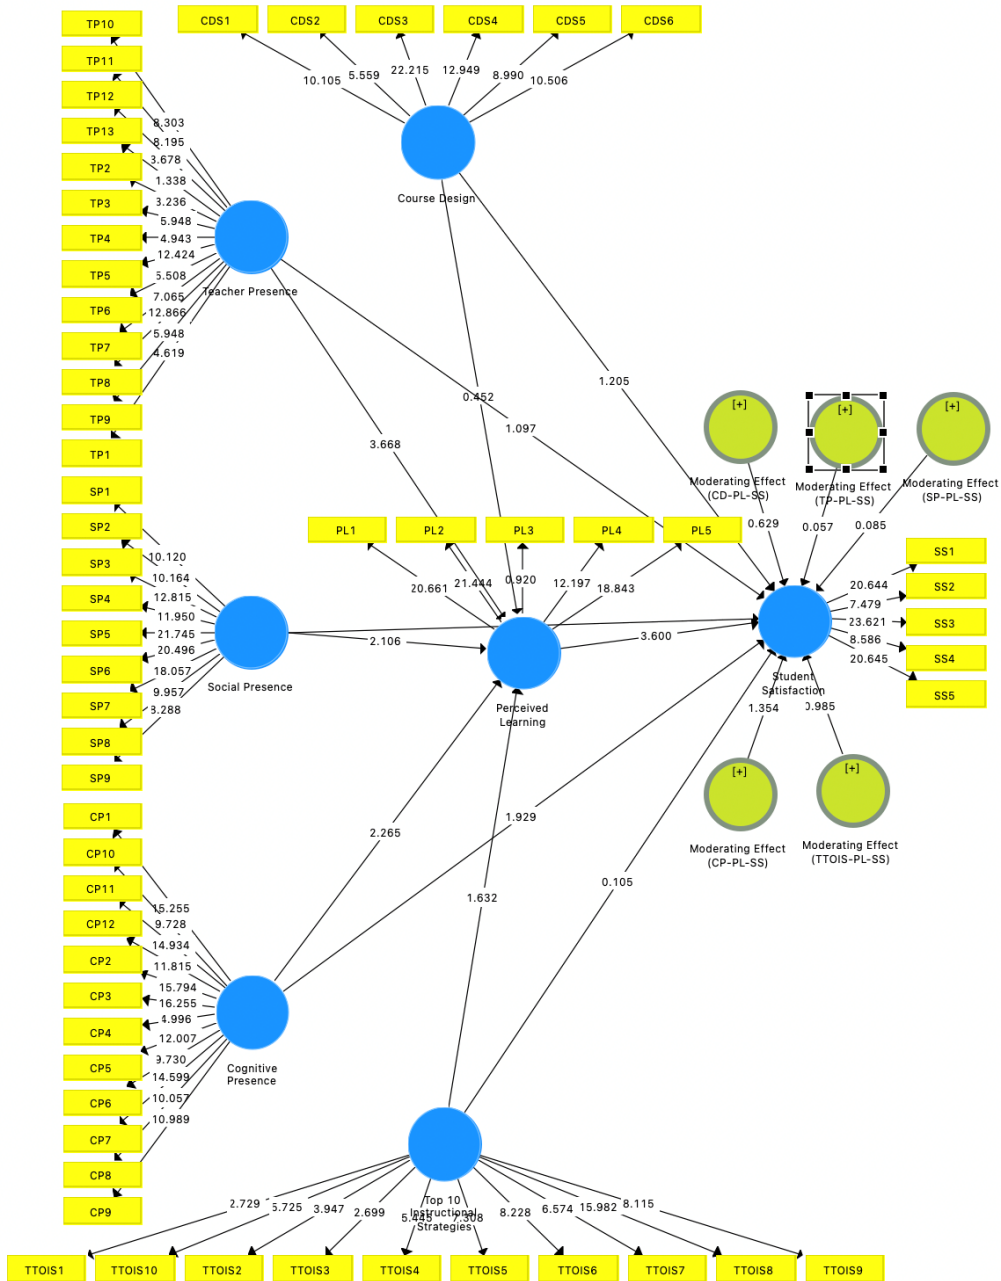 TP10
TP11
TP12
TP13
TP2
TP3
TP4
TP5
TP6
TP7
TP8
TP9
TP1
8.303
8.195
3.678
1.338
3.236
5.948
4.943
12.424
5.508
7.065
12.866
5.948
4.619
Teacher Presence
CDS1
CDS2
CDS3
CDS4
CDS5
CDS6
10.105
5.559
22.215
12.949
8.990
10.506
Course Design
0.452
1.205
1.097
3.668
[+]
Moderating Effect
(CD-PL-SS)
[+]
Moderating Effect
(TP-PL-SS)
[+]
Moderating Effect
(SP-PL-SS)
0.629
0.057
0.085
SP1
SP2
SP3
SP4
SP5
SP6
SP7
SP8
SP9
10.120
10.164
12.815
11.950
21.745
20.496
18.057
9.957
Social Presence
2.106
PL1
PL2
PL3
PL4
PL5
20.661
21.444
0.920
12.197
18.843
Perceived
Learning
3.600
Student
Satisfaction
SS1
SS2
SS3
SS4
SS5
20.644
7.479
23.621
8.586
20.645
1.354
[+]
Moderating Effect
(CP-PL-SS)
[+]
Moderating Effect
(TTOIS-PL-SS)
CP1
CP10
CP11
CP12
CP2
CP3
CP4
CP5
CP6
CP7
CP8
CP9
15.255
9.728
14.934
11.815
15.794
16.255
4.996
12.007
14.599
10.057
10.989
Cognitive
Presence
2.265
1.929
1.632
0.105
Top 10
Instructional
Strategies
2.729
5.725
3.947
2.699
5.445
7.308
8.228
6.574
15.982
8.115
TTOIS1
TTOIS10
TTOIS2
TTOIS3
TTOIS4
TTOIS5
TTOIS6
TTOIS7
TTOIS8
TTOIS9